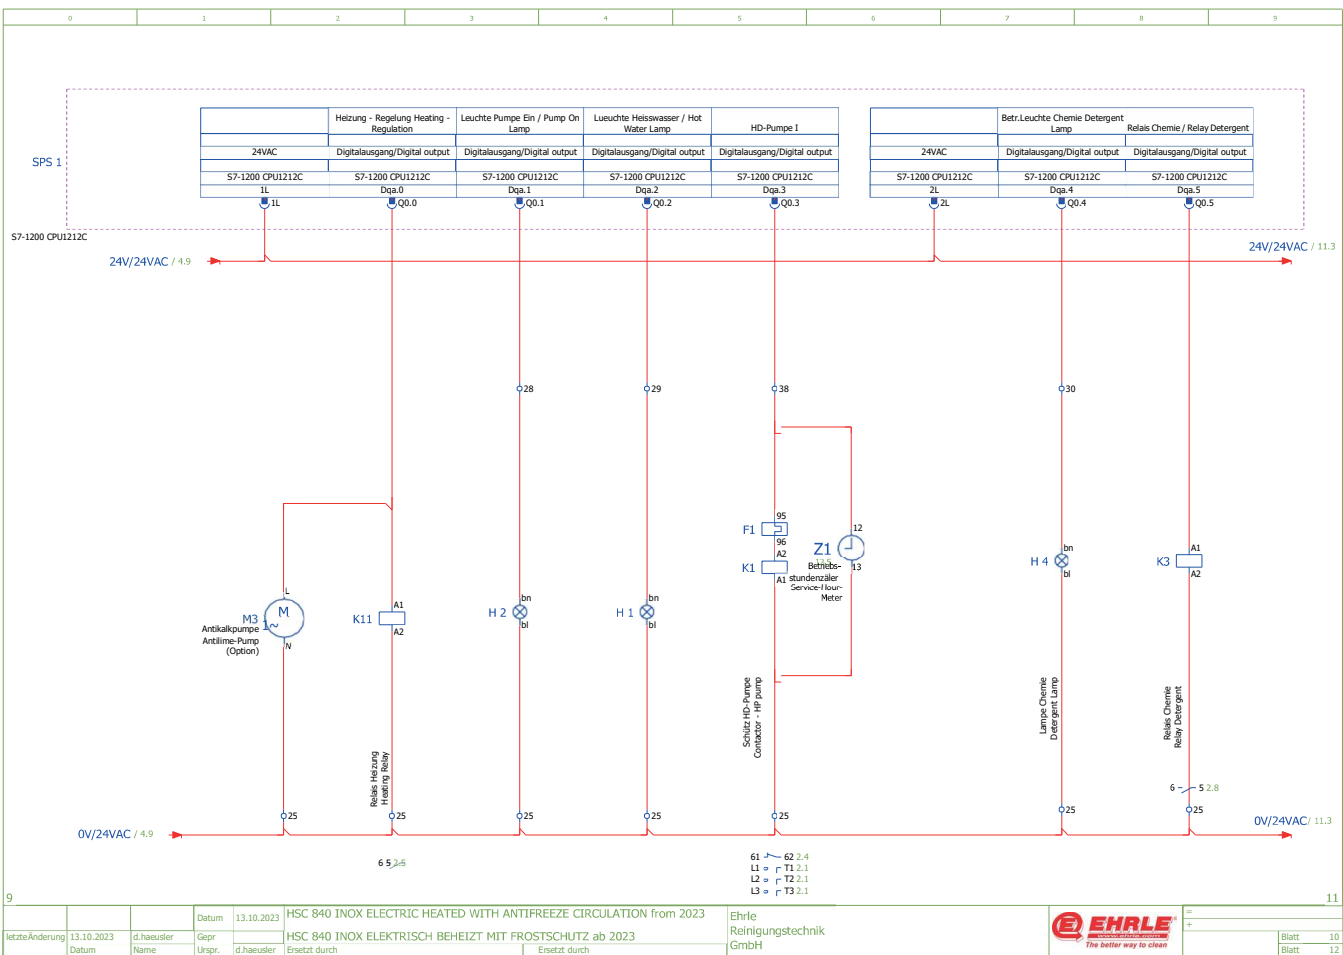 0 1 2 3 4 5 6 7 8 9
Heizung - Regelung Heating - Regulation
Leuchte Pumpe Ein / Pump On Lamp
Lueuchte Heisswasser / Hot Water Lamp
HD-Pumpe I
Betr.Leuchte Chemie Detergent Lamp
Relais Chemie / Relay Detergent
SPS 1
24VAC Digitalausgang/Digital output Digitalausgang/Digital output Digitalausgang/Digital output Digitalausgang/Digital output 24VAC Digitalausgang/Digital output Digitalausgang/Digital output
S7-1200 CPU1212C S7-1200 CPU1212C S7-1200 CPU1212C S7-1200 CPU1212C S7-1200 CPU1212C S7-1200 CPU1212C S7-1200 CPU1212C S7-1200 CPU1212C
1L Dqa.0 Dqa.1 Dqa.2 Dqa.3 2L Dqa.4 Dqa.5
1L Q0.0 Q0.1 Q0.2 Q0.3 2L Q0.4 Q0.5
S7-1200 CPU1212C
24V/24VAC / 4.9
24V/24VAC / 11.3
28 29 38 30
95
F1
96
A2
K1
A1
12
Z1
13
Betriebs-
stundenzäler
Service-Hour-
Meter
bn
H 4
bl
A1
K3
A2
L
M3
M
1~
N
Antikalkpumpe
Antilime-Pump
(Option)
A1
K11
A2
bn
H 2
bl
bn
H 1
bl
Relais Heizung
Heating Relay
Schütz HD-Pumpe
Contactor - HP pump
Lampe Chemie
Detergent Lamp
Relais Chemie
Relay Detergent
6 5 2.8
25 25 25 25 25 25 25
0V/24VAC / 4.9
0V/24VAC / 11.3
6 5 2.5
61 62 2.4
L1 T1 2.1
L2 T2 2.1
L3 T3 2.1
9
11
Datum 13.10.2023 HSC 840 INOX ELECTRIC HEATED WITH ANTIFREEZE CIRCULATION from 2023
letzteÄnderung 13.10.2023 d.haeusler Gepr HSC 840 INOX ELEKTRISCH BEHEIZT MIT FROSTSCHUTZ ab 2023
Datum Name Urspr. d.haeusler Ersetzt durch Ersetzt durch
Ehrle
Reinigungstechnik
GmbH
EHRLE
www.ehrle.com
The better way to clean
=
+
Blatt 10
Blatt 12